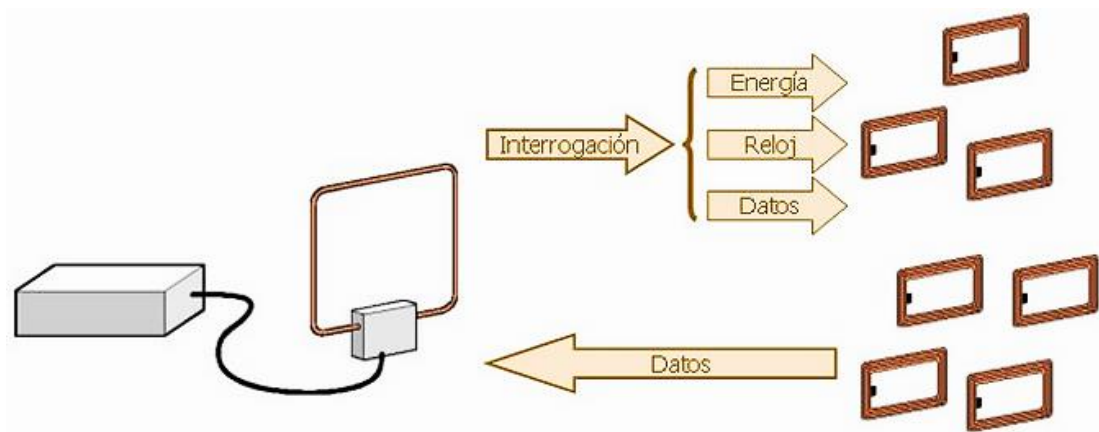 Energía
Interrogación
Reloj
Datos
Datos